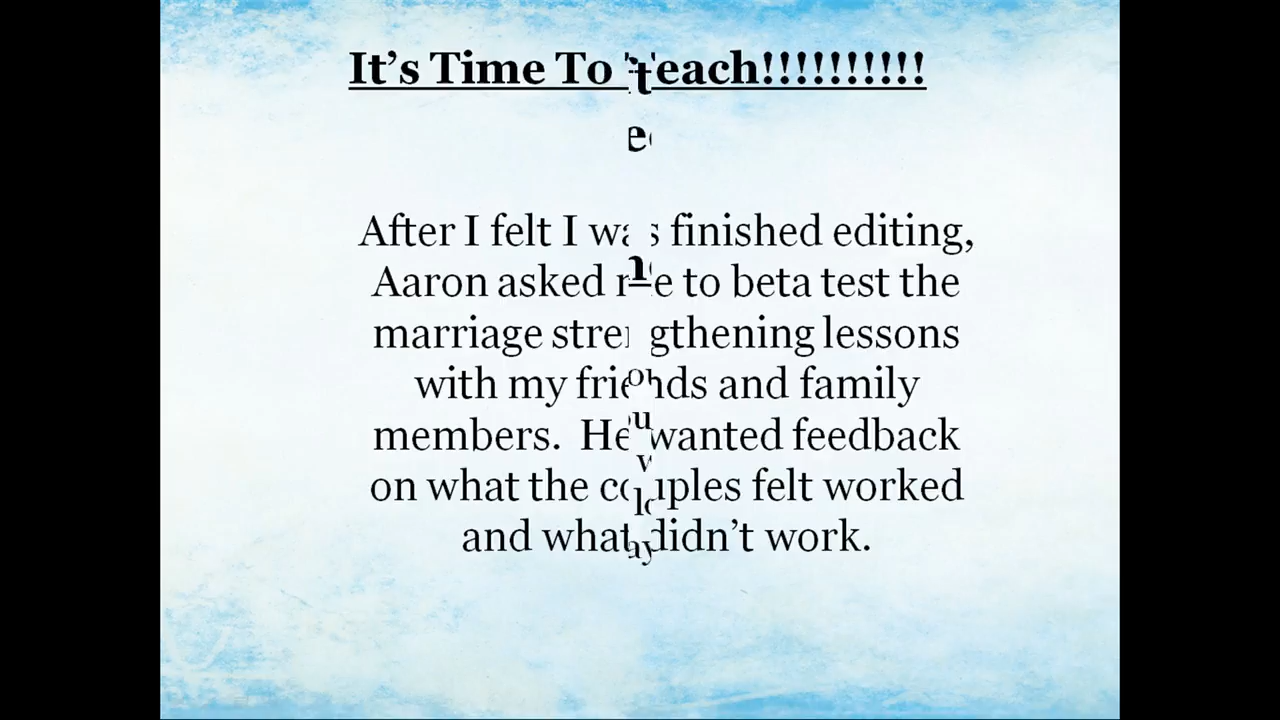 It's Time To Teach!!!!!!!!!!
After I felt I was finished editing,
Aaron asked me to beta test the
marriage strengthening lessons
with my friends and family
members. He wanted feedback
on what the couples felt worked
and what didn't work.